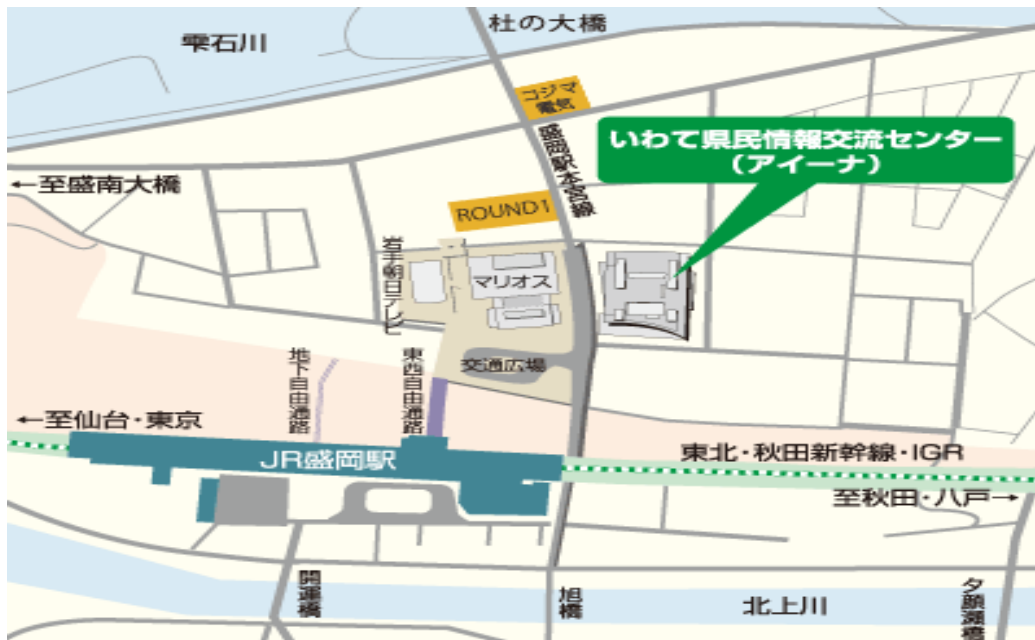 杜の大橋
雫石川
コジマ
電気
盛岡駅本宮線
いわて県民情報交流センター
(アイーナ)
←至盛南大橋
ROUND1
岩手朝日テレビ
マリオス
交通広場
地下自由通路
東西自由通路
←至仙台・東京
JR盛岡駅
東北・秋田新幹線・IGR
至秋田・八戸→
開運橋
旭橋
北上川
夕顔瀬橋